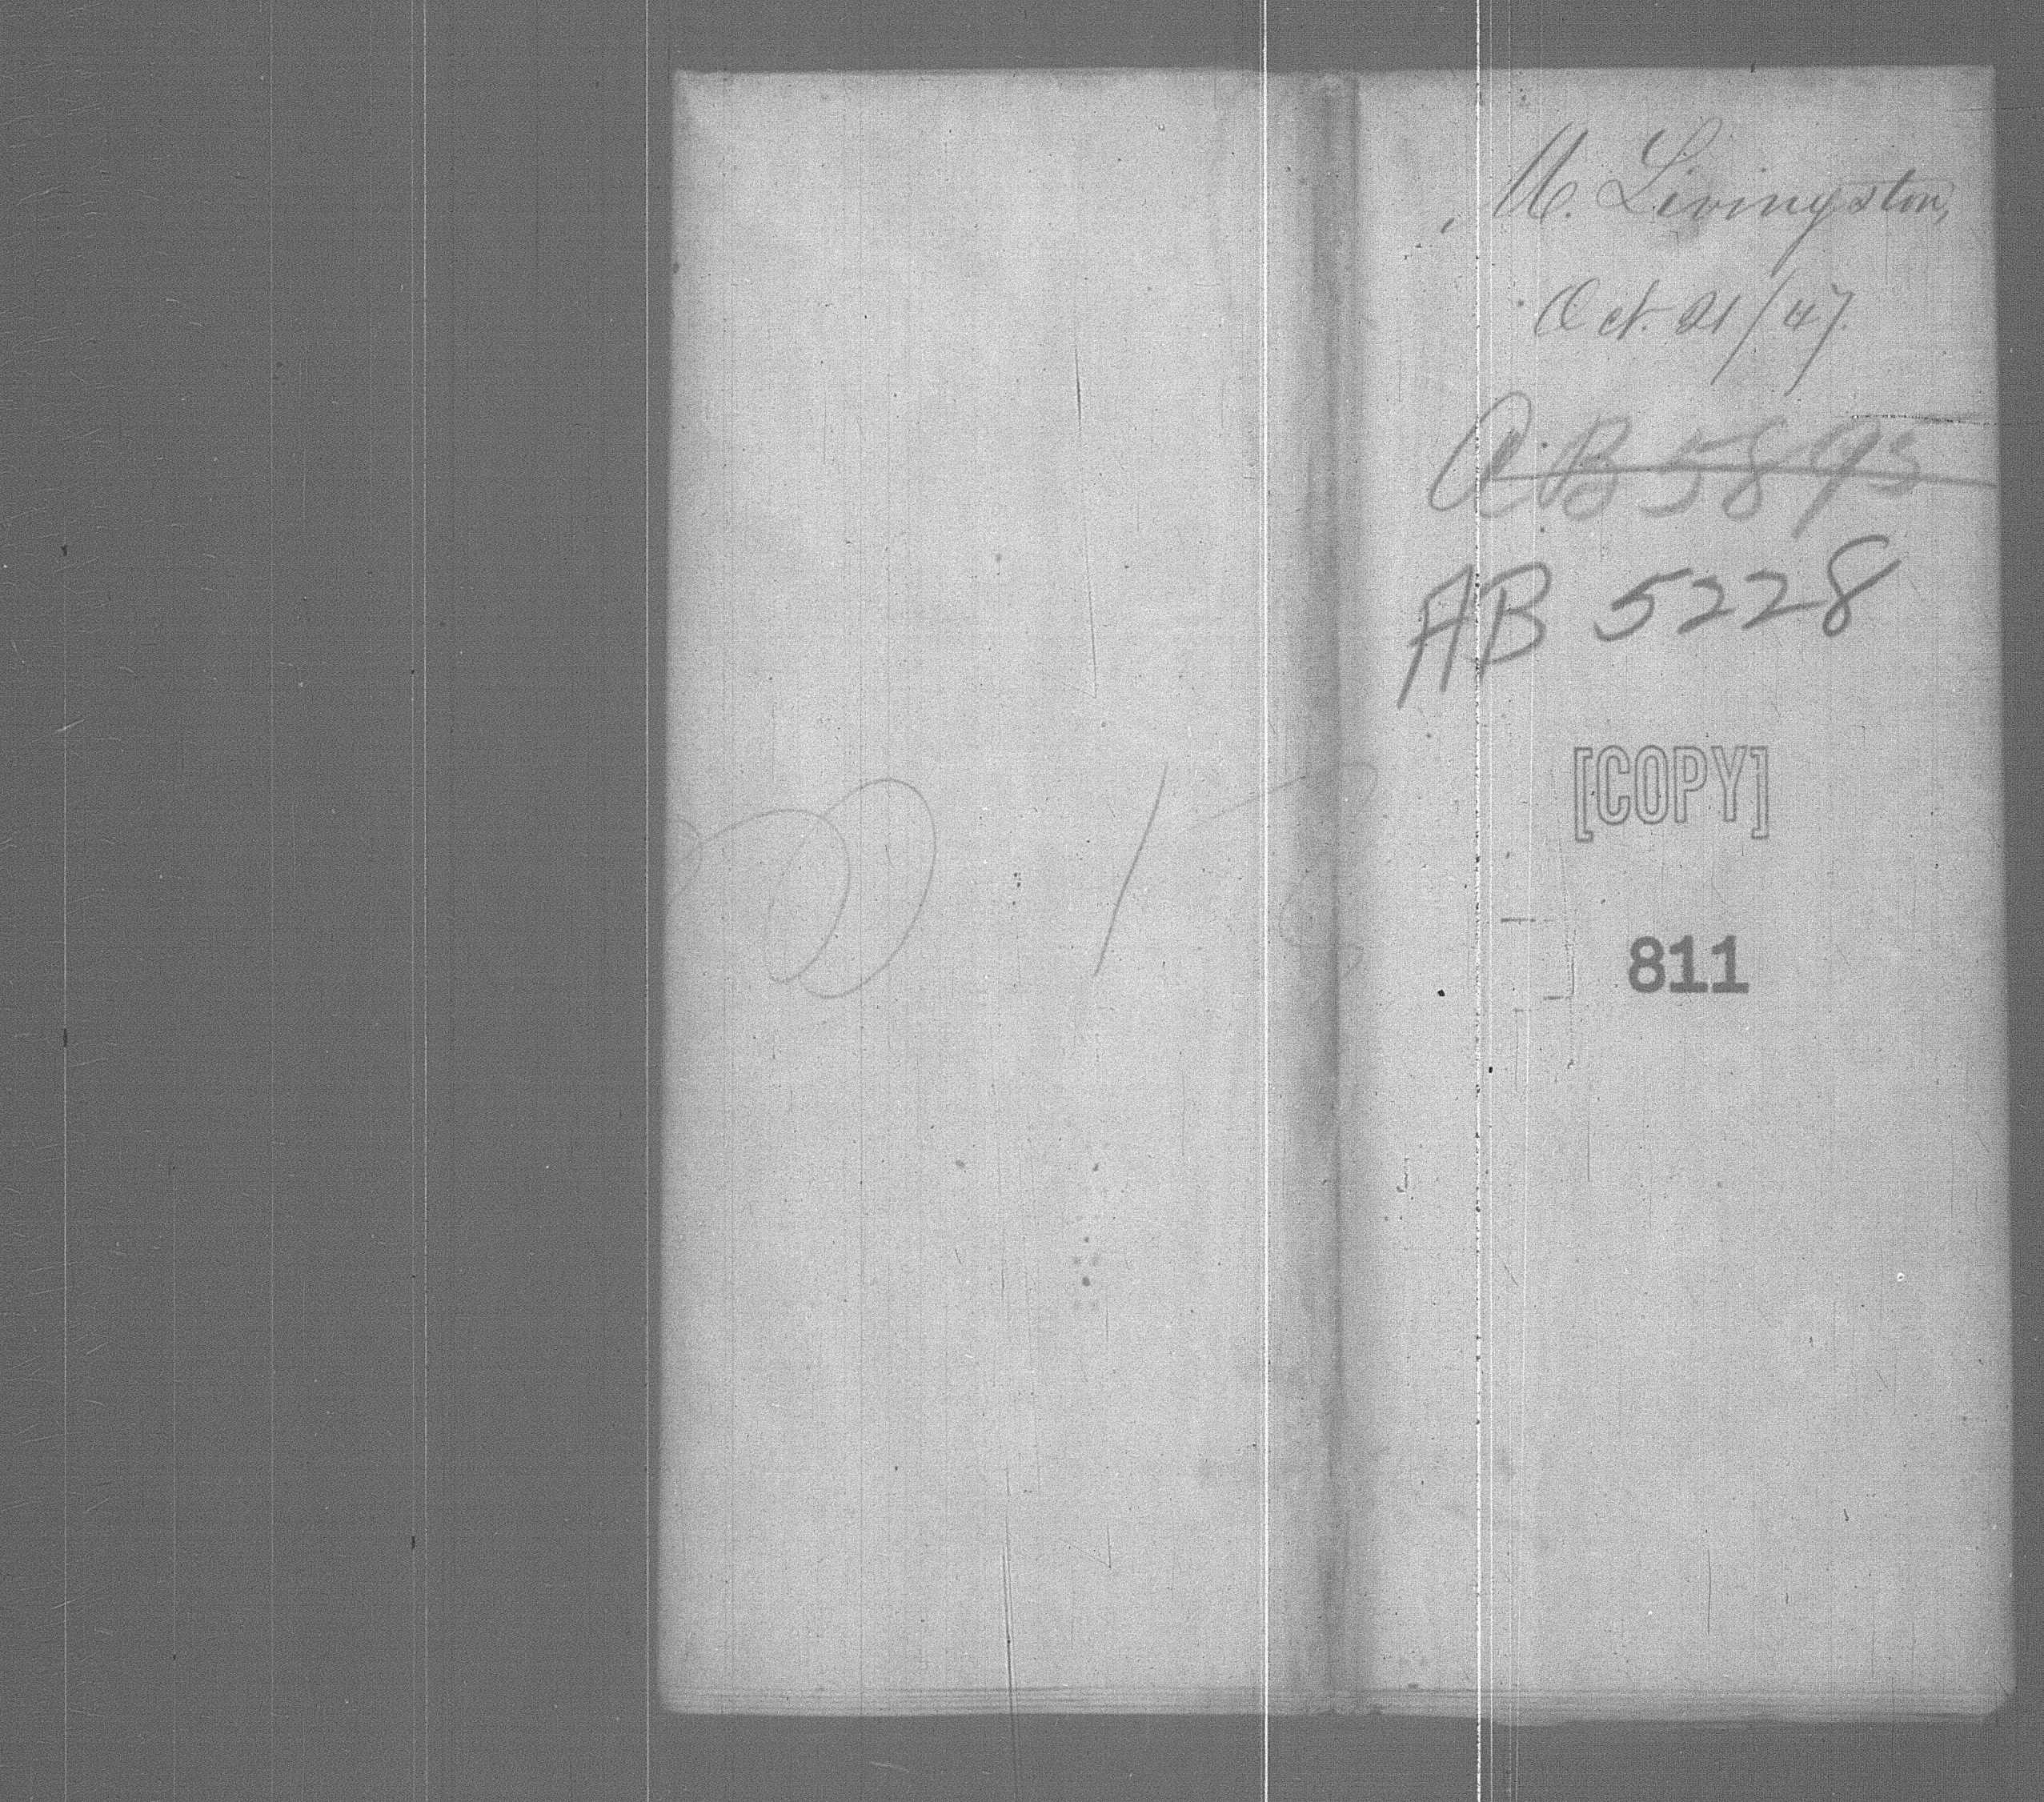 M. Livingston,
Oct. 21/47.
AB 5895
AB 5228
[COPY]
811